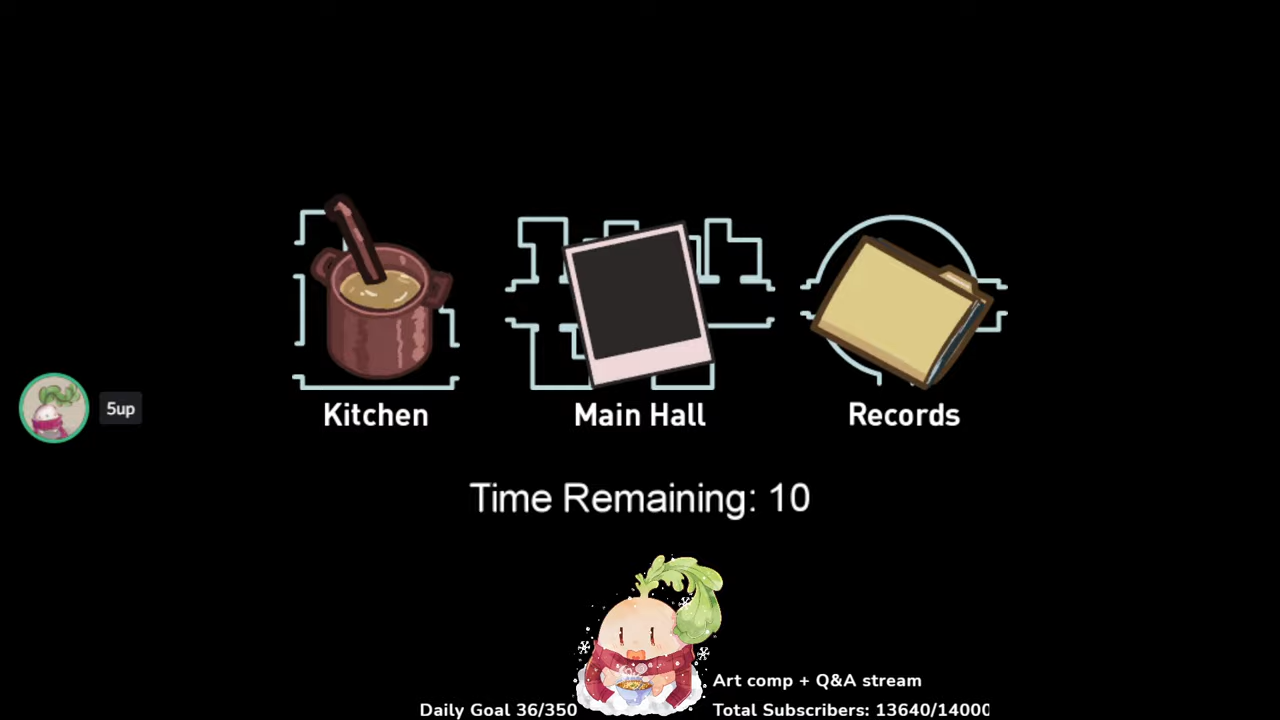 Kitchen
Main Hall
Records
5up
Time Remaining: 10
Art comp + Q&A stream
Daily Goal 36/350
Total Subscribers: 13640/14000